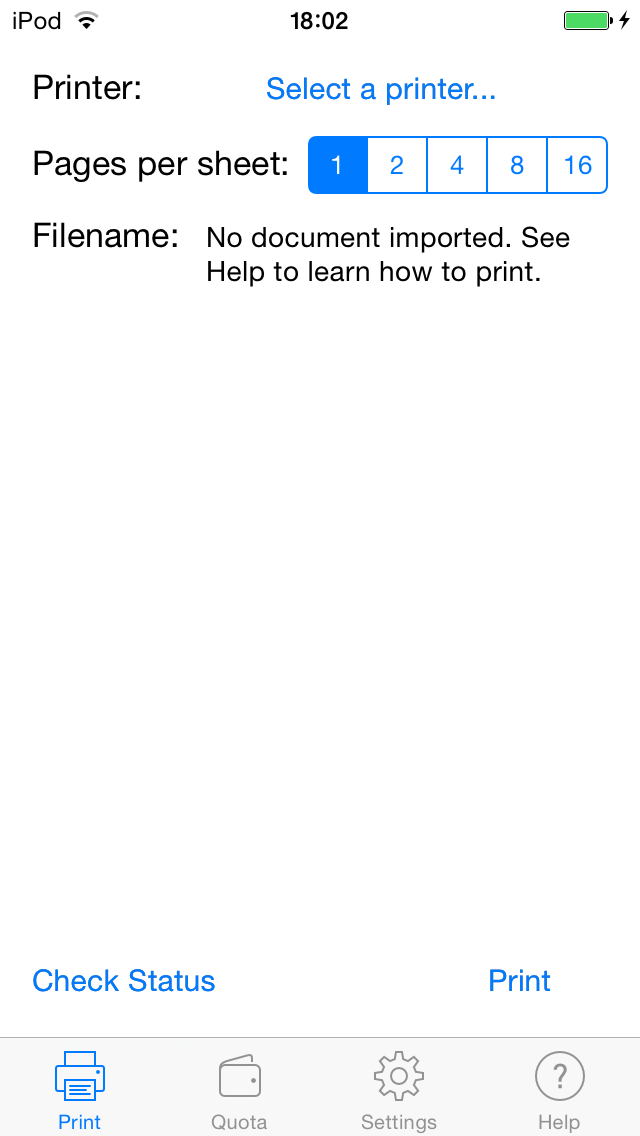 iPod 18:02
Printer: Select a printer...
Pages per sheet: 1 2 4 8 16
Filename: No document imported. See
Help to learn how to print.
Check Status Print
Print Quota Settings ? Help